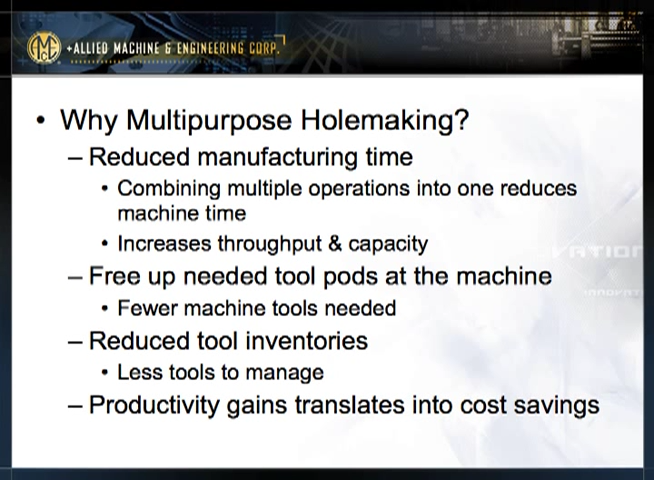 AMEC
+ALLIED MACHINE & ENGINEERING CORP.
• Why Multipurpose Holemaking?
– Reduced manufacturing time
• Combining multiple operations into one reduces
machine time
• Increases throughput & capacity
– Free up needed tool pods at the machine
• Fewer machine tools needed
– Reduced tool inventories
• Less tools to manage
– Productivity gains translates into cost savings